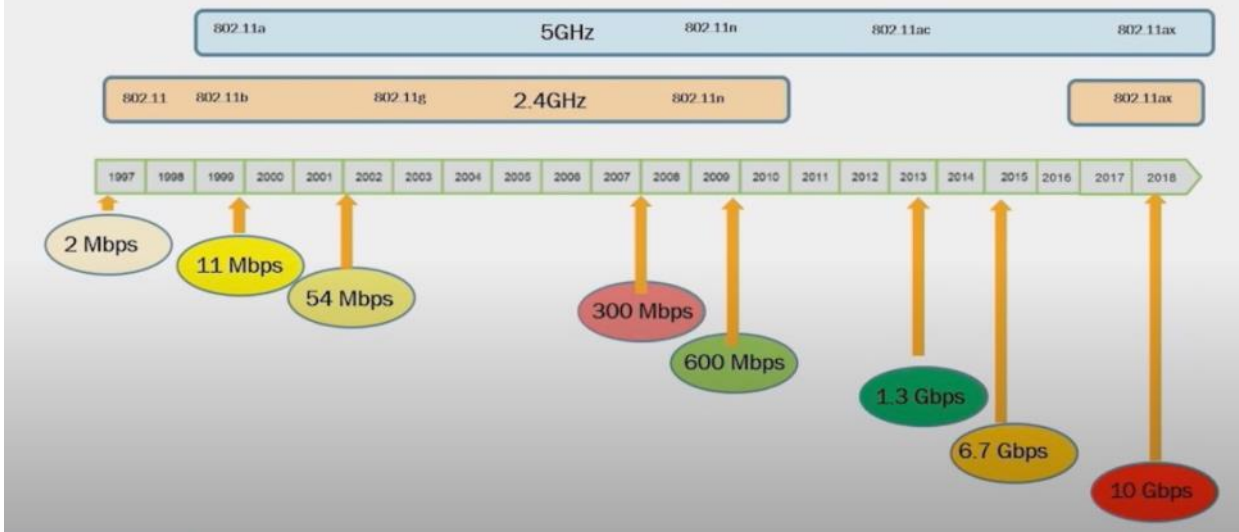 802.11a 5GHz 802.11n 802.11ac 802.11ax
802.11 802.11b 802.11g 2.4GHz 802.11n 802.11ax
1997 1998 1999 2000 2001 2002 2003 2004 2005 2006 2007 2008 2009 2010 2011 2012 2013 2014 2015 2016 2017 2018
2 Mbps
11 Mbps
54 Mbps
300 Mbps
600 Mbps
1.3 Gbps
6.7 Gbps
10 Gbps